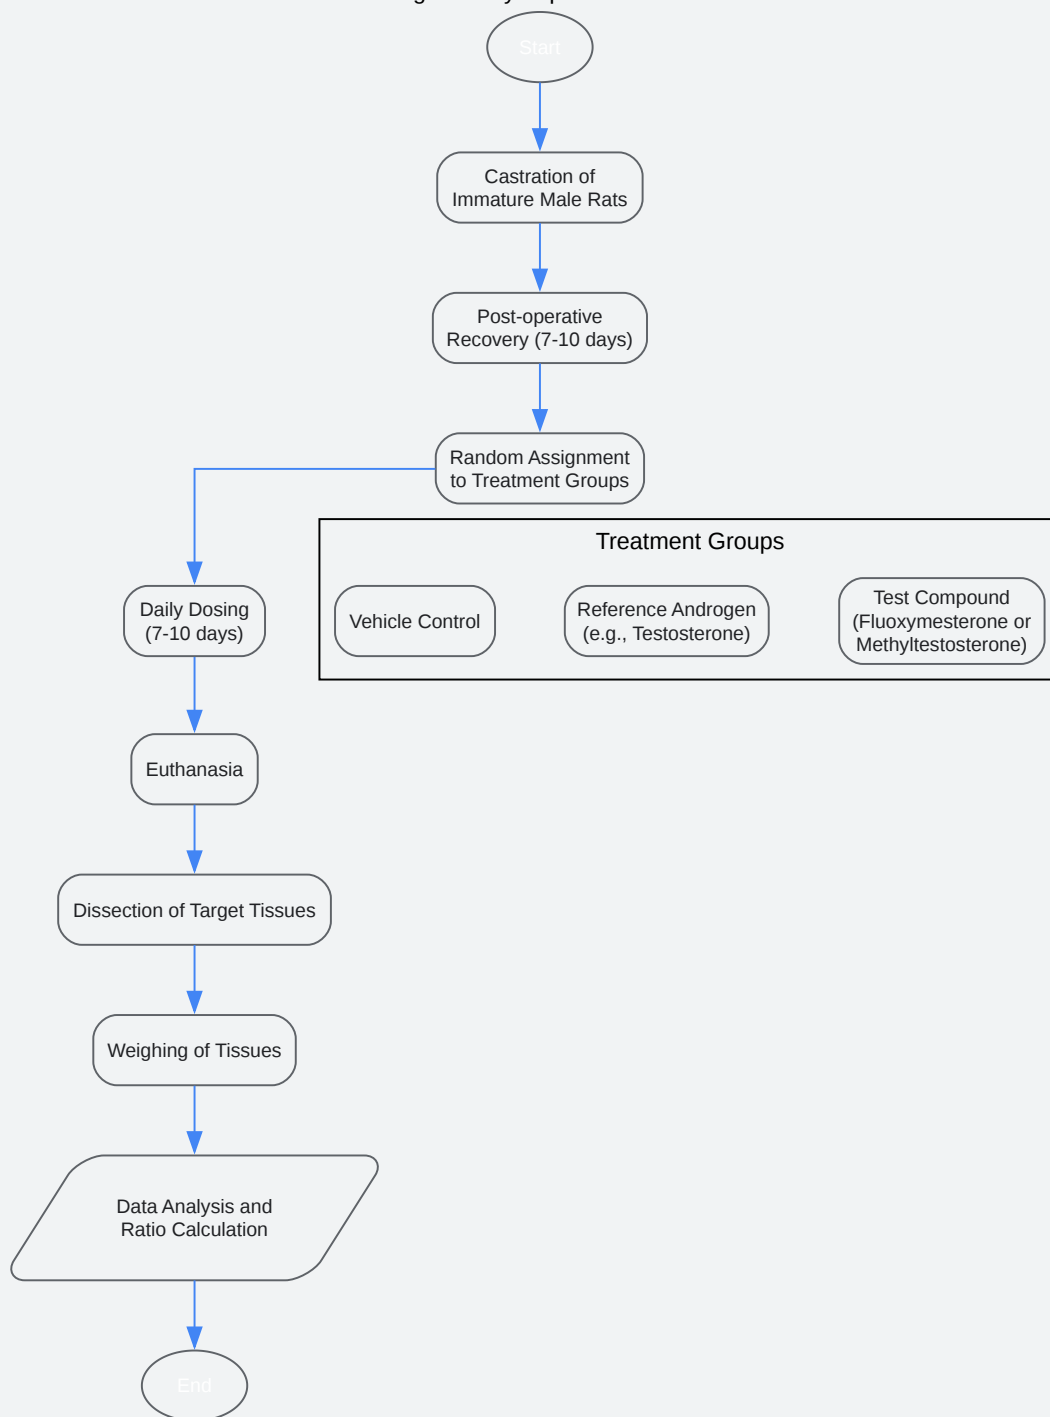 Start
Castration of
Immature Male Rats
Post-operative
Recovery (7-10 days)
Random Assignment
to Treatment Groups
Treatment Groups
Daily Dosing
(7-10 days)
Vehicle Control
Reference Androgen
(e.g., Testosterone)
Test Compound
(Fluoxymesterone or
Methyltestosterone)
Euthanasia
Dissection of Target Tissues
Weighing of Tissues
Data Analysis and
Ratio Calculation
End